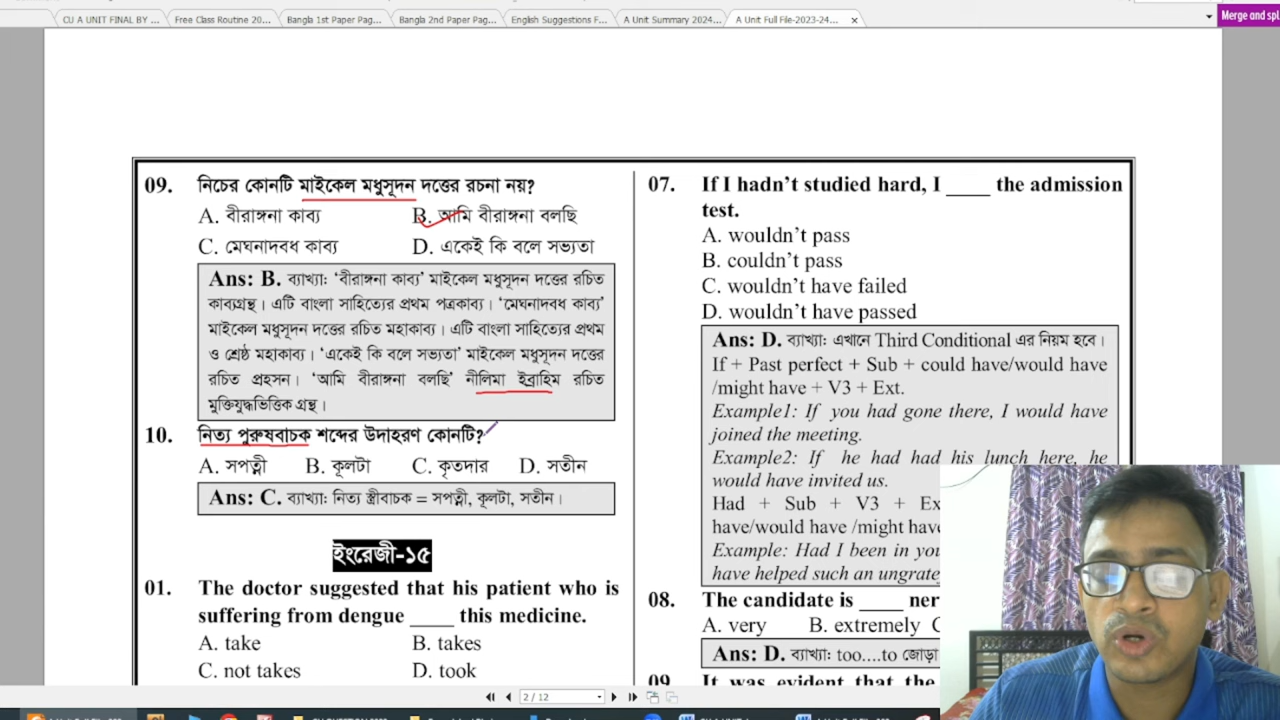 CU A UNIT FINAL BY ...
Free Class Routine 20...
Bangla 1st Paper Pag...
Bangla 2nd Paper Pag...
English Suggestions F...
A Unit Summary 2024...
A Unit Full File-2023-24...
Merge and spl
09. নিচের কোনটি মাইকেল মধুসূদন দত্তের রচনা নয়?
A. বীরাঙ্গনা কাব্য B. আমি বীরাঙ্গনা বলছি
C. মেঘনাদবধ কাব্য D. একেই কি বলে সভ্যতা
Ans: B. ব্যাখ্যাঃ ‘বীরাঙ্গনা কাব্য’ মাইকেল মধুসূদন দত্তের রচিত
কাব্যগ্রন্থ। এটি বাংলা সাহিত্যের প্রথম পত্রকাব্য। ‘মেঘনাদবধ কাব্য’
মাইকেল মধুসূদন দত্তের রচিত মহাকাব্য। এটি বাংলা সাহিত্যের প্রথম
ও শ্রেষ্ঠ মহাকাব্য। ‘একেই কি বলে সভ্যতা’ মাইকেল মধুসূদন দত্তের
রচিত প্রহসন। ‘আমি বীরাঙ্গনা বলছি’ নীলিমা ইব্রাহিম রচিত
মুক্তিযুদ্ধভিত্তিক গ্রন্থ।
10. নিত্য পুরুষবাচক শব্দের উদাহরণ কোনটি?
A. সপত্নী B. কূলটা C. কৃতদার D. সতীন
Ans: C. ব্যাখ্যাঃ নিত্য স্ত্রীবাচক = সপত্নী, কূলটা, সতীন।
ইংরেজী-১৫
01. The doctor suggested that his patient who is
suffering from dengue ____ this medicine.
A. take B. takes
C. not takes D. took
07. If I hadn’t studied hard, I ____ the admission
test.
A. wouldn’t pass
B. couldn’t pass
C. wouldn’t have failed
D. wouldn’t have passed
Ans: D. ব্যাখ্যাঃ এখানে Third Conditional এর নিয়ম হবে।
If + Past perfect + Sub + could have/would have
/might have + V3 + Ext.
Example1: If you had gone there, I would have
joined the meeting.
Example2: If he had had his lunch here, he
would have invited us.
Had + Sub + V3 + Ex
have/would have /might have
Example: Had I been in you
have helped such an ungrate
08. The candidate is ____ ner
A. very B. extremely C
Ans: D. ব্যাখ্যাঃ too....to জোড়া
09. It was evident that the
2 / 12